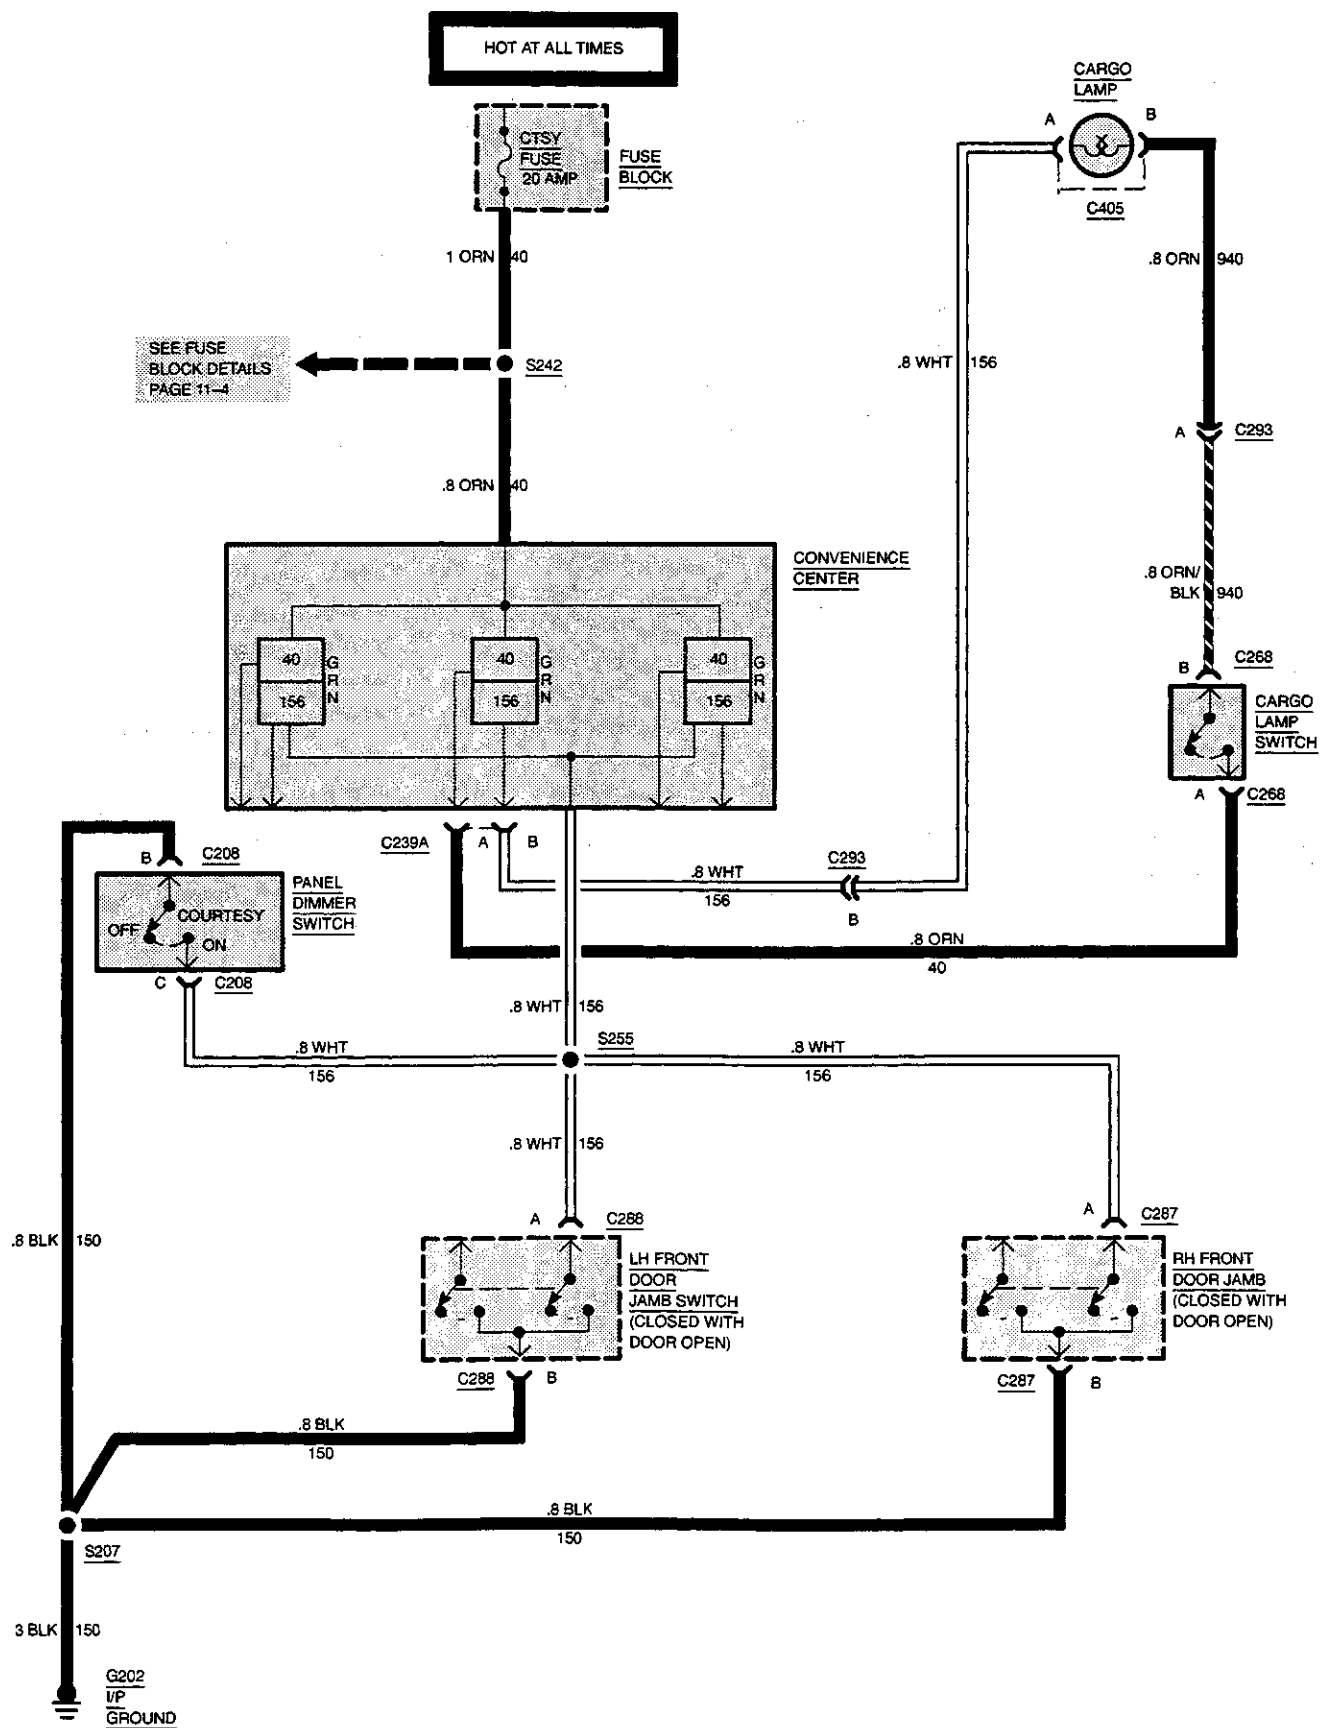 HOT AT ALL TIMES
CTSY
FUSE
20 AMP
FUSE
BLOCK
1 ORN 40
SEE FUSE
BLOCK DETAILS
PAGE 11-4
S242
.8 ORN 40
CARGO
LAMP
A
B
C405
.8 ORN 940
.8 WHT 156
A
C293
.8 ORN/
BLK 940
B
C268
CARGO
LAMP
SWITCH
A
C268
CONVENIENCE
CENTER
40
156
GRN
40
156
GRN
40
156
GRN
C239A
A
B
.8 WHT
156
C293
B
.8 ORN
40
B
C208
PANEL
DIMMER
SWITCH
COURTESY
OFF
ON
C
C208
.8 WHT 156
S255
.8 WHT
156
.8 WHT
156
.8 WHT 156
A
C288
LH FRONT
DOOR
JAMB SWITCH
(CLOSED WITH
DOOR OPEN)
C288
B
A
C287
RH FRONT
DOOR JAMB
(CLOSED WITH
DOOR OPEN)
C287
B
.8 BLK 150
.8 BLK
150
.8 BLK
150
S207
3 BLK 150
G202
I/P
GROUND